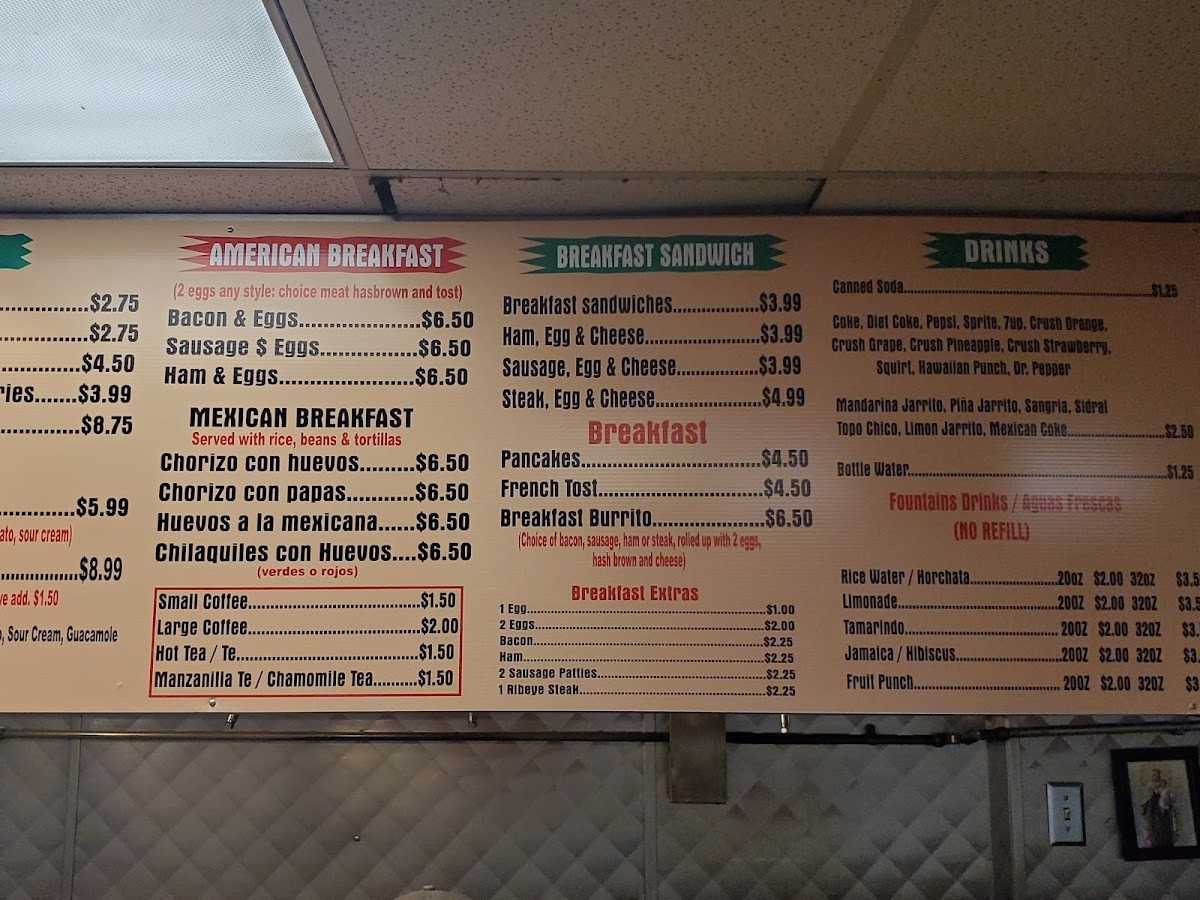 $2.75
$2.75
$4.50
ries.......$3.99
$8.75
$5.99
ato, sour cream)
$8.99
ye add. $1.50
, Sour Cream, Guacamole
AMERICAN BREAKFAST
(2 eggs any style: choice meat hasbrown and tost)
Bacon & Eggs.....................$6.50
Sausage $ Eggs.................$6.50
Ham & Eggs.......................$6.50
MEXICAN BREAKFAST
Served with rice, beans & tortillas
Chorizo con huevos.........$6.50
Chorizo con papas...........$6.50
Huevos a la mexicana......$6.50
Chilaquiles con Huevos....$6.50
(verdes o rojos)
Small Coffee..............................$1.50
Large Coffee..............................$2.00
Hot Tea / Te................................$1.50
Manzanilla Te / Chamomile Tea..........$1.50
BREAKFAST SANDWICH
Breakfast sandwiches.................$3.99
Ham, Egg & Cheese.....................$3.99
Sausage, Egg & Cheese................$3.99
Steak, Egg & Cheese....................$4.99
Breakfast
Pancakes...................................$4.50
French Tost................................$4.50
Breakfast Burrito......................$6.50
(Choice of bacon, sausage, ham or steak, rolled up with 2 eggs,
hash brown and cheese)
Breakfast Extras
1 Egg..................................................$1.00
2 Eggs.................................................$2.00
Bacon..................................................$2.25
Ham....................................................$2.25
2 Sausage Patties....................................$2.25
1 Ribeye Steak........................................$2.25
DRINKS
Canned Soda..................................................$1.25
Coke, Diet Coke, Pepsi, Sprite, 7up, Crush Orange,
Crush Grape, Crush Pineapple, Crush Strawberry,
Squirt, Hawaiian Punch, Dr. Pepper
Mandarina Jarrito, Piña Jarrito, Sangria, Sidral
Topo Chico, Limon Jarrito, Mexican Coke.....................$2.50
Bottle Water..................................................$1.25
Fountains Drinks / Aguas Frescas
(NO REFILL)
Rice Water / Horchata.................20oz $2.00 32oz $3.5
Limonade................................20OZ $2.00 32OZ $3.5
Tamarindo............................... 20OZ $2.00 32OZ $3.
Jamaica / Hibiscus.....................20OZ $2.00 32OZ $3.
Fruit Punch.............................. 20OZ $2.00 32OZ $3